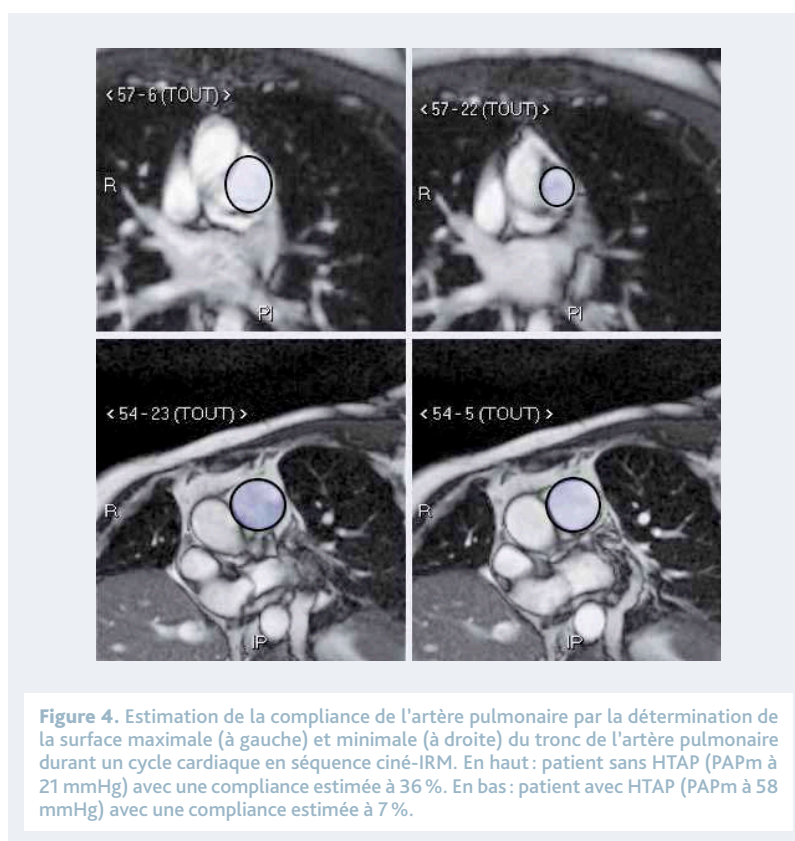 < 57 - 6 (TOUT) >
R
PI
< 57 - 22 (TOUT) >
R
PI
< 54 - 23 (TOUT) >
R
IP
< 54 - 5 (TOUT) >
R
IP
Figure 4. Estimation de la compliance de l'artère pulmonaire par la détermination de
la surface maximale (à gauche) et minimale (à droite) du tronc de l'artère pulmonaire
durant un cycle cardiaque en séquence ciné-IRM. En haut : patient sans HTAP (PAPm à
21 mmHg) avec une compliance estimée à 36 %. En bas : patient avec HTAP (PAPm à 58
mmHg) avec une compliance estimée à 7 %.